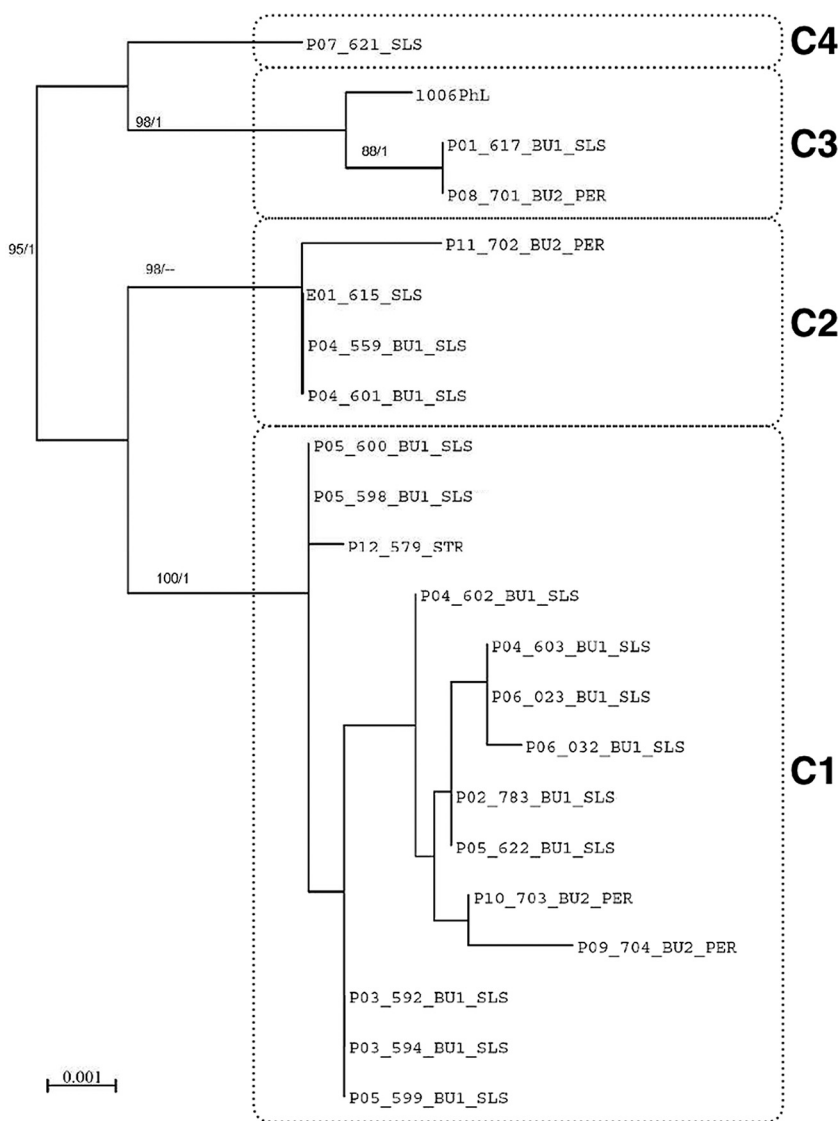 P07_621_SLS
C4
1006PhL
98/1
P01_617_BU1_SLS
C3
88/1
P08_701_BU2_PER
P11_702_BU2_PER
95/1
98/--
E01_615_SLS
C2
P04_559_BU1_SLS
P04_601_BU1_SLS
P05_600_BU1_SLS
P05_598_BU1_SLS
P12_579_STR
100/1
P04_602_BU1_SLS
P04_603_BU1_SLS
P06_023_BU1_SLS
P06_032_BU1_SLS
C1
P02_783_BU1_SLS
P05_622_BU1_SLS
P10_703_BU2_PER
P09_704_BU2_PER
P03_592_BU1_SLS
P03_594_BU1_SLS
0.001
P05_599_BU1_SLS